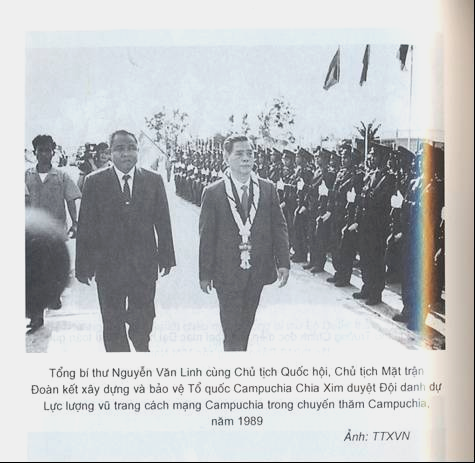 Tổng bí thư Nguyễn Văn Linh cùng Chủ tịch Quốc hội, Chủ tịch Mặt trận
Đoàn kết xây dựng và bảo vệ Tổ quốc Campuchia Chia Xim duyệt Đội danh dự
Lực lượng vũ trang cách mạng Campuchia trong chuyến thăm Campuchia,
năm 1989
Ảnh: TTXVN